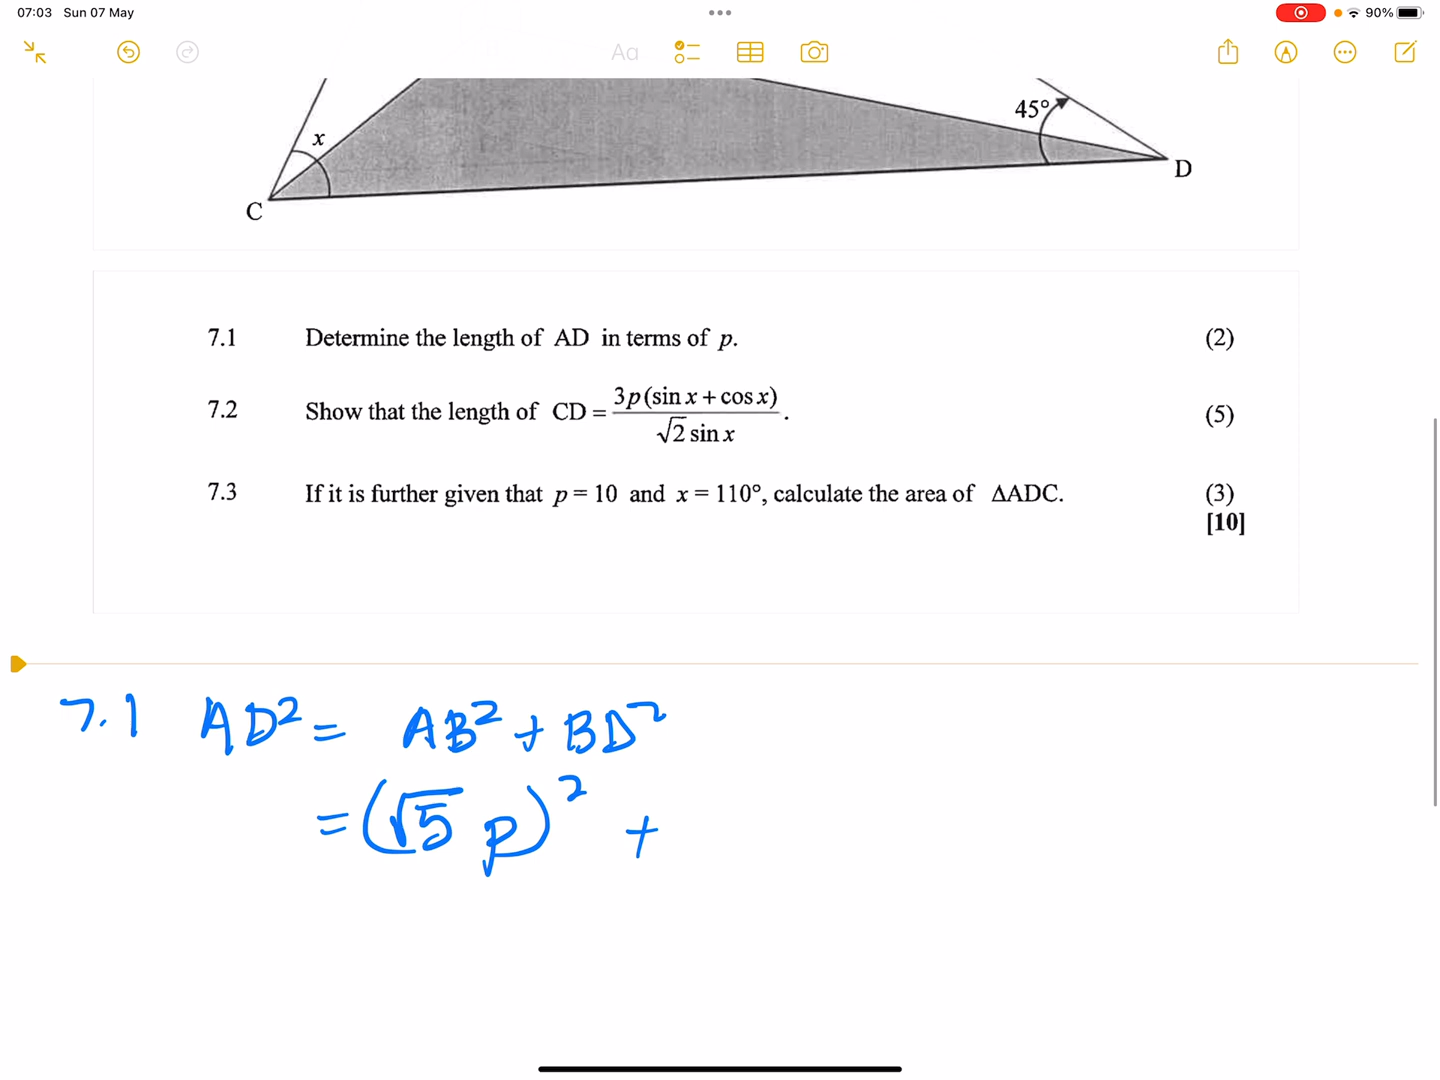 07:03 Sun 07 May
90%
Aa
x
45°
C
D
7.1 Determine the length of AD in terms of p. (2)
7.2 Show that the length of CD = 3p(sin x + cos x) / √2 sin x . (5)
7.3 If it is further given that p = 10 and x = 110°, calculate the area of ΔADC. (3)
[10]
7.1 AD² = AB² + BD²
= (√5 p)² +